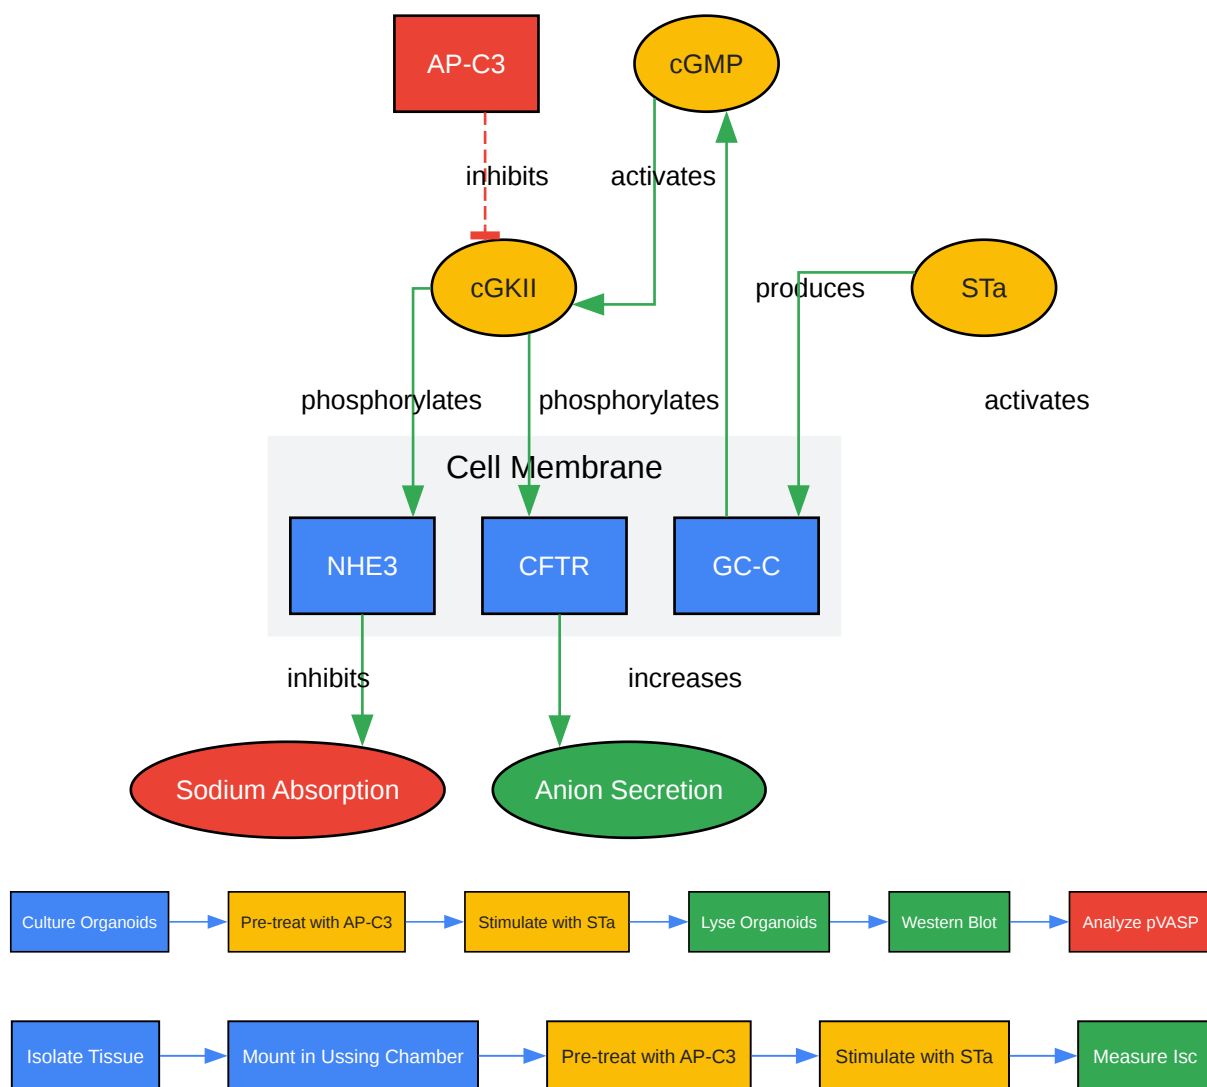 AP-C3
cGMP
inhibits
activates
cGKII
produces
STa
phosphorylates
phosphorylates
activates
Cell Membrane
NHE3
CFTR
GC-C
inhibits
increases
Sodium Absorption
Anion Secretion
Culture Organoids
Pre-treat with AP-C3
Stimulate with STa
Lyse Organoids
Western Blot
Analyze pVASP
Isolate Tissue
Mount in Ussing Chamber
Pre-treat with AP-C3
Stimulate with STa
Measure Isc